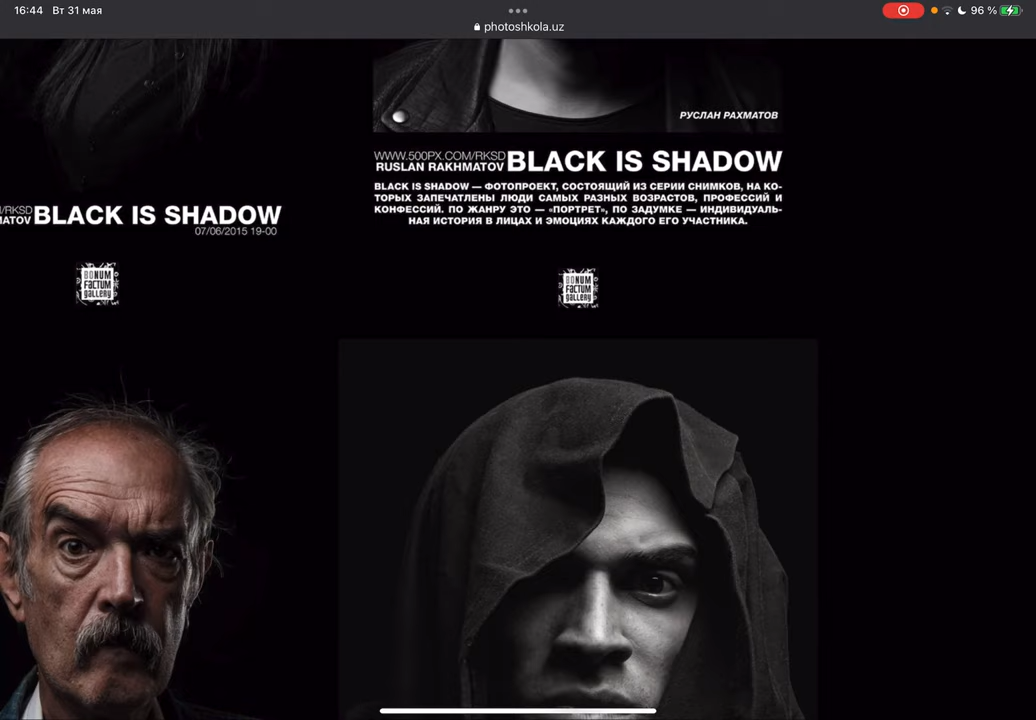 16:44 Вт 31 мая
96 %
photoshkola.uz
РУСЛАН РАХМАТОВ
WWW.500PX.COM/RKSD
RUSLAN RAKHMATOV
BLACK IS SHADOW
BLACK IS SHADOW — ФОТОПРОЕКТ, СОСТОЯЩИЙ ИЗ СЕРИИ СНИМКОВ, НА КО-
ТОРЫХ ЗАПЕЧАТЛЕНЫ ЛЮДИ САМЫХ РАЗНЫХ ВОЗРАСТОВ, ПРОФЕССИЙ И
КОНФЕССИЙ. ПО ЖАНРУ ЭТО — «ПОРТРЕТ», ПО ЗАДУМКЕ — ИНДИВИДУАЛЬ-
НАЯ ИСТОРИЯ В ЛИЦАХ И ЭМОЦИЯХ КАЖДОГО ЕГО УЧАСТНИКА.
/RKSD
ATOV
BLACK IS SHADOW
07/06/2015 19-00
BONUM
FACTUM
gallery
BONUM
FACTUM
gallery